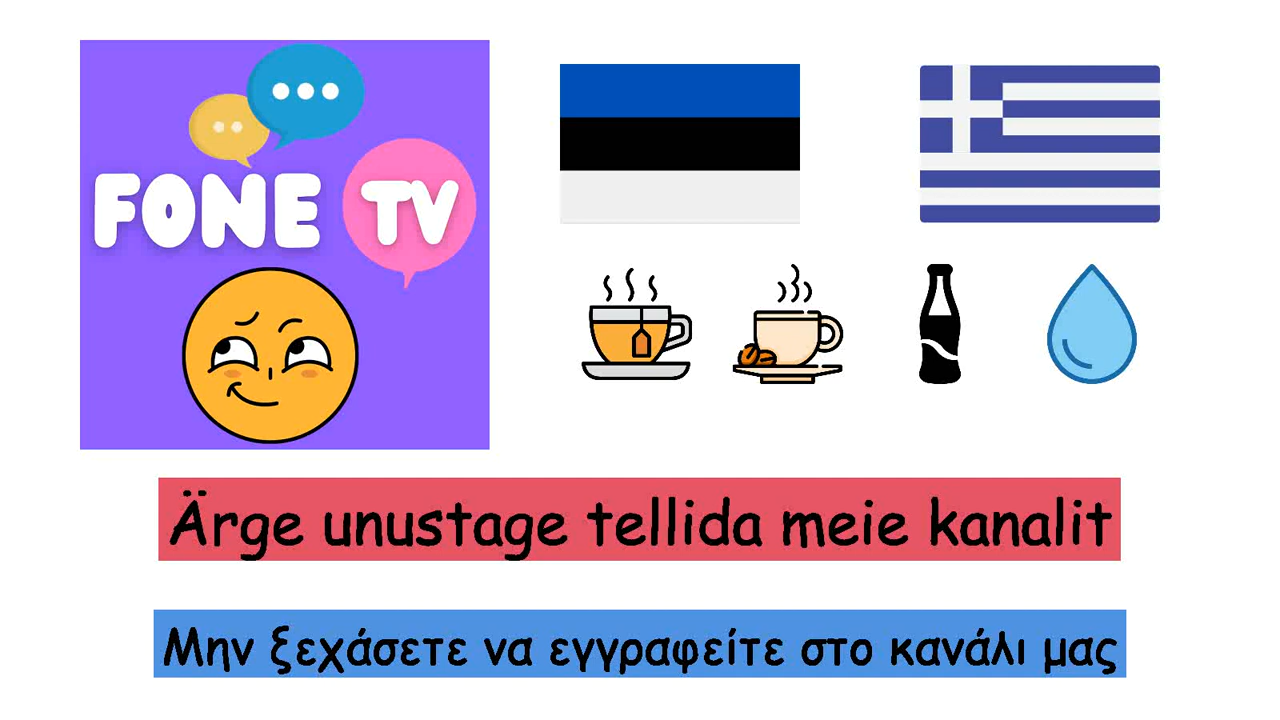 FONE TV
Ärge unustage tellida meie kanalit
Μην ξεχάσετε να εγγραφείτε στο κανάλι μας